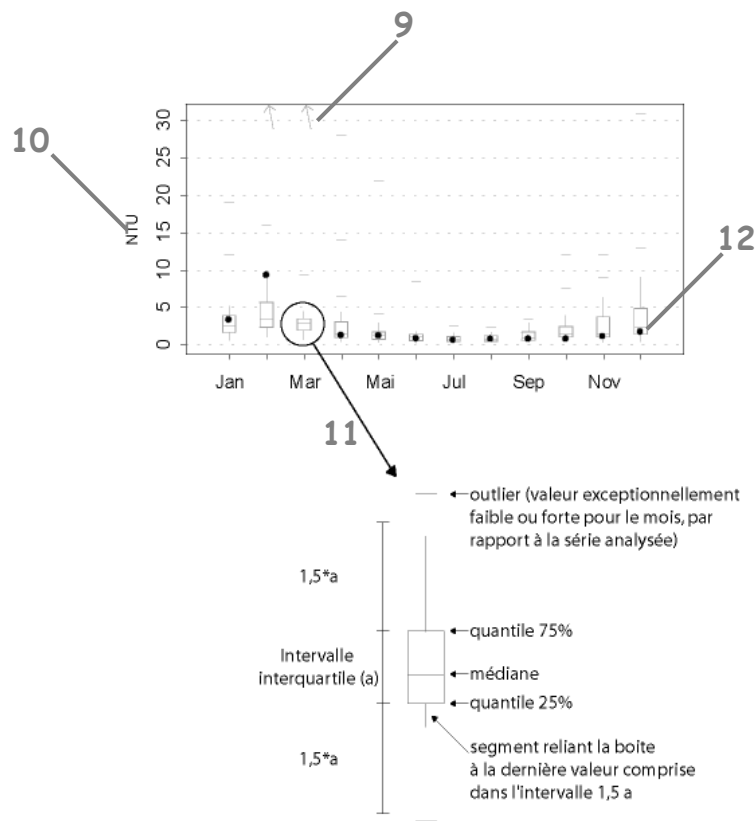 9
10
30
25
20
15
10
5
0
NTU
12
Jan
Mar
Mai
Jul
Sep
Nov
11
outlier (valeur exceptionnellement
faible ou forte pour le mois, par
rapport à la série analysée)
1,5*a
quantile 75%
Intervalle
interquartile (a)
médiane
quantile 25%
segment reliant la boite
à la dernière valeur comprise
dans l'intervalle 1,5 a
1,5*a